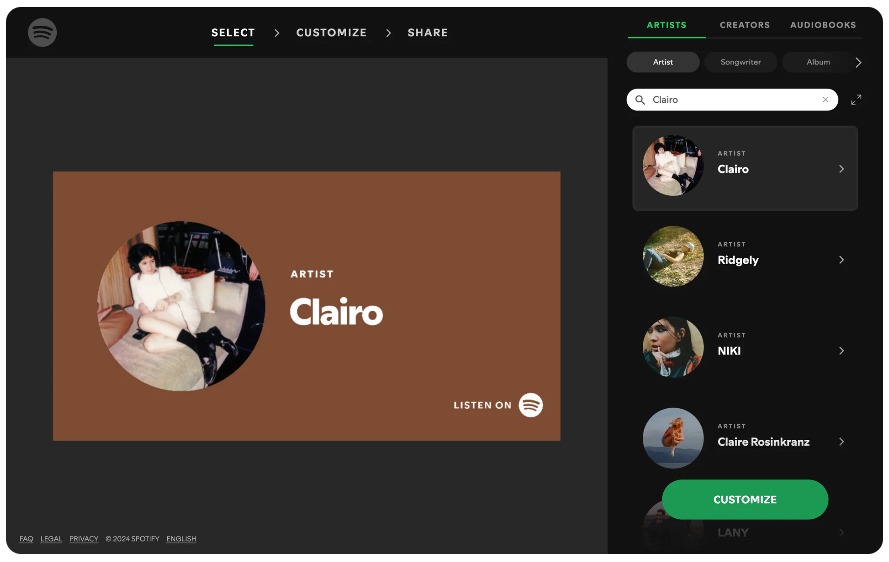 SELECT > CUSTOMIZE > SHARE
ARTIST
Clairo
LISTEN ON
FAQ LEGAL PRIVACY © 2024 SPOTIFY ENGLISH
ARTISTS CREATORS AUDIOBOOKS
Artist Songwriter Album
Clairo
ARTIST
Clairo
ARTIST
Ridgely
ARTIST
NIKI
ARTIST
Claire Rosinkranz
CUSTOMIZE
LANY